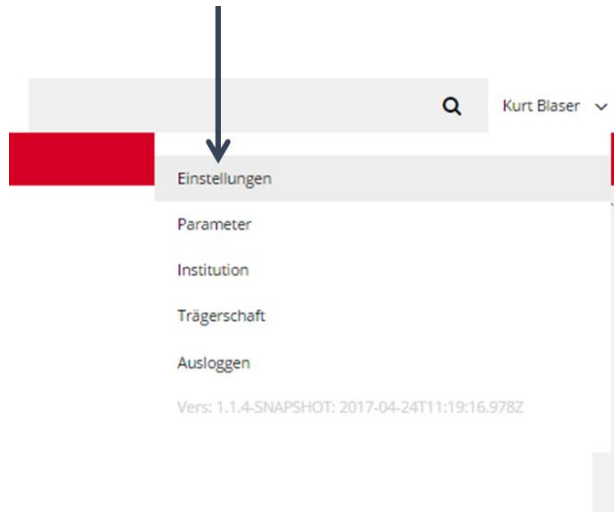 Kurt Blaser
Einstellungen
Parameter
Institution
Trägerschaft
Ausloggen
Vers: 1.1.4-SNAPSHOT: 2017-04-24T11:19:16.978Z